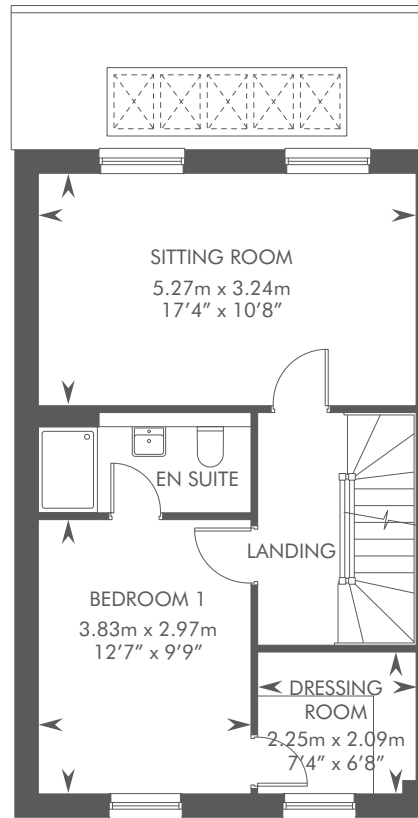 SITTING ROOM
5.27m x 3.24m
17’4” x 10’8”
EN SUITE
LANDING
BEDROOM 1
3.83m x 2.97m
12’7” x 9’9”
DRESSING
ROOM
2.25m x 2.09m
7’4” x 6’8”